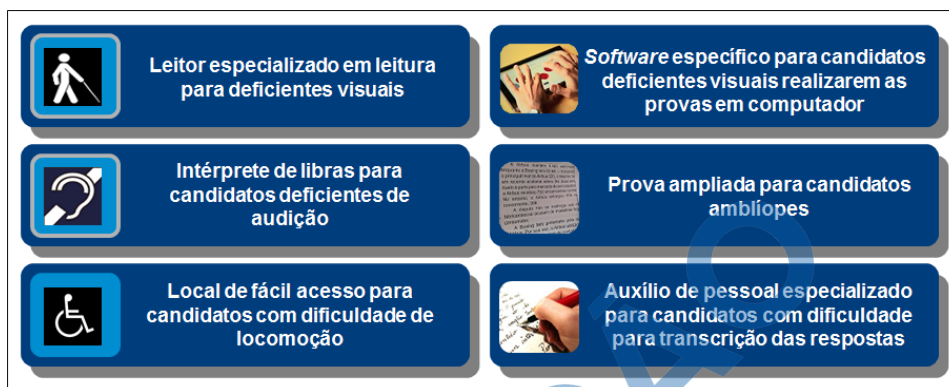 Leitor especializado em leitura
para deficientes visuais
Software específico para candidatos
deficientes visuais realizarem as
provas em computador
Intérprete de libras para
candidatos deficientes de
audição
Prova ampliada para candidatos
amblíopes
Local de fácil acesso para
candidatos com dificuldade de
locomoção
Auxílio de pessoal especializado
para candidatos com dificuldade
para transcrição das respostas